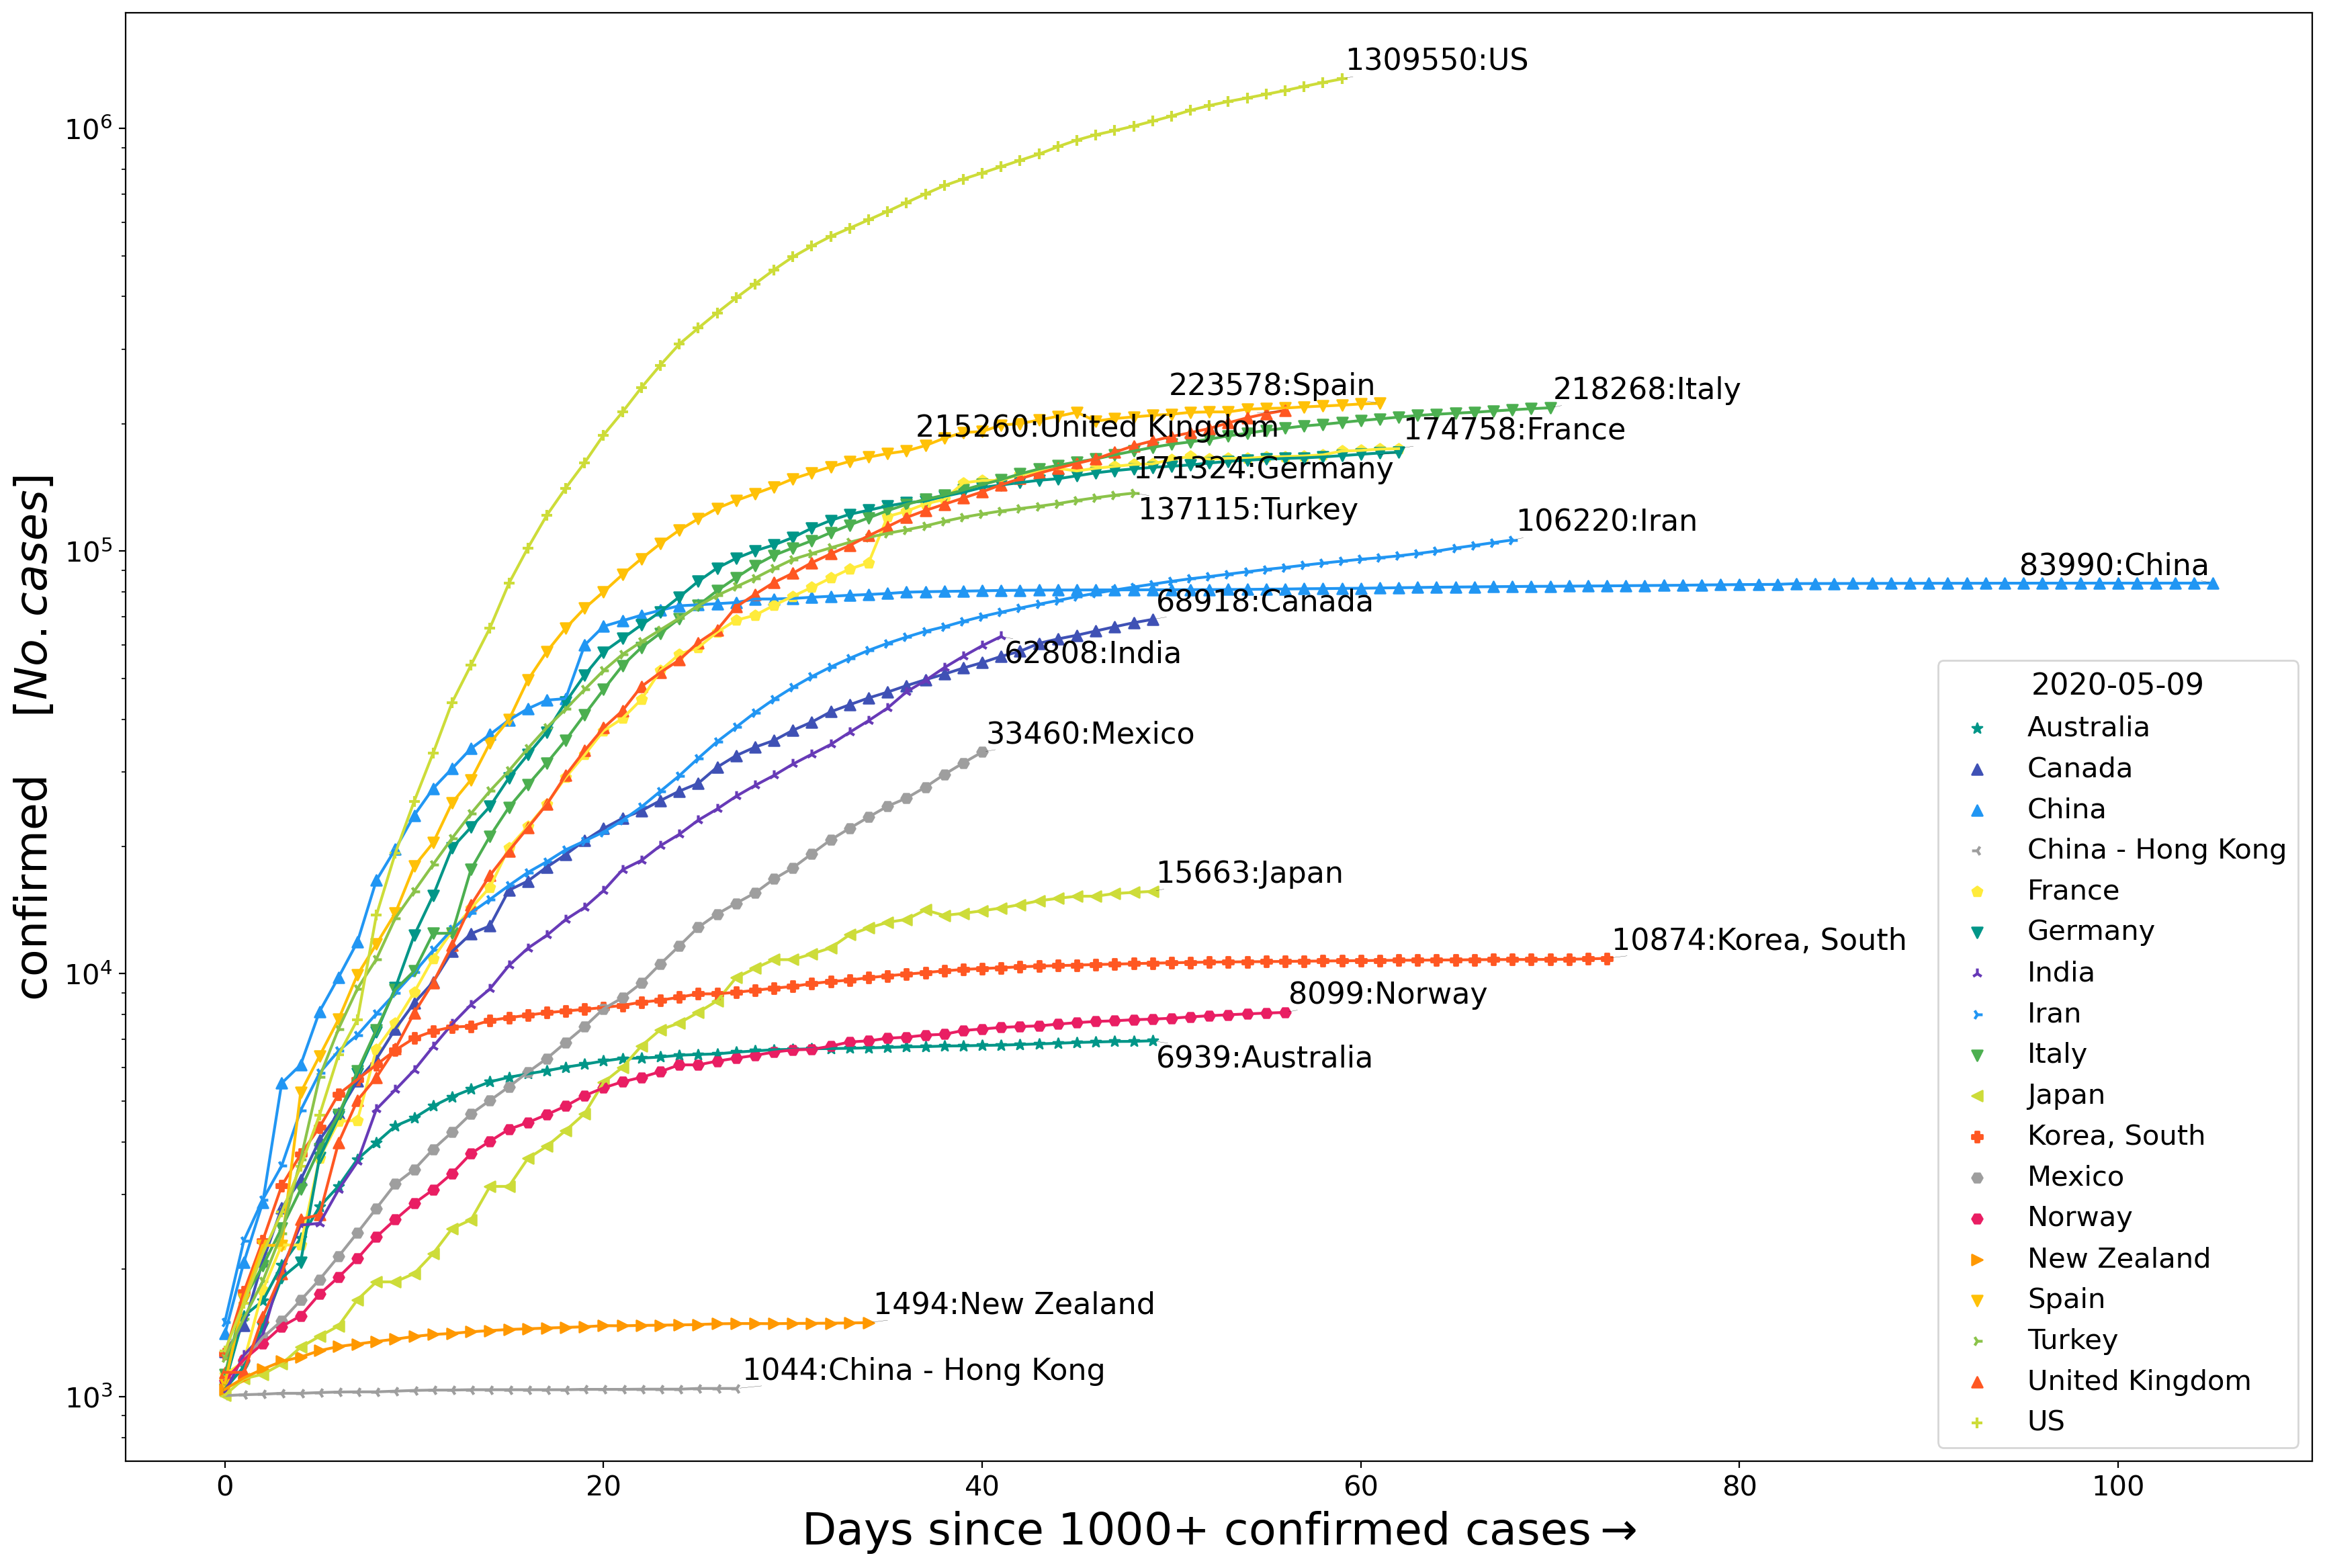 1309550:US
10⁶
223578:Spain
218268:Italy
215260:United Kingdom
174758:France
171324:Germany
137115:Turkey
106220:Iran
10⁵
83990:China
68918:Canada
62808:India
33460:Mexico
15663:Japan
10874:Korea, South
10⁴
8099:Norway
6939:Australia
1494:New Zealand
1044:China - Hong Kong
10³
confirmed [No. cases]
0 20 40 60 80 100
Days since 1000+ confirmed cases→
2020-05-09
Australia
Canada
China
China - Hong Kong
France
Germany
India
Iran
Italy
Japan
Korea, South
Mexico
Norway
New Zealand
Spain
Turkey
United Kingdom
US